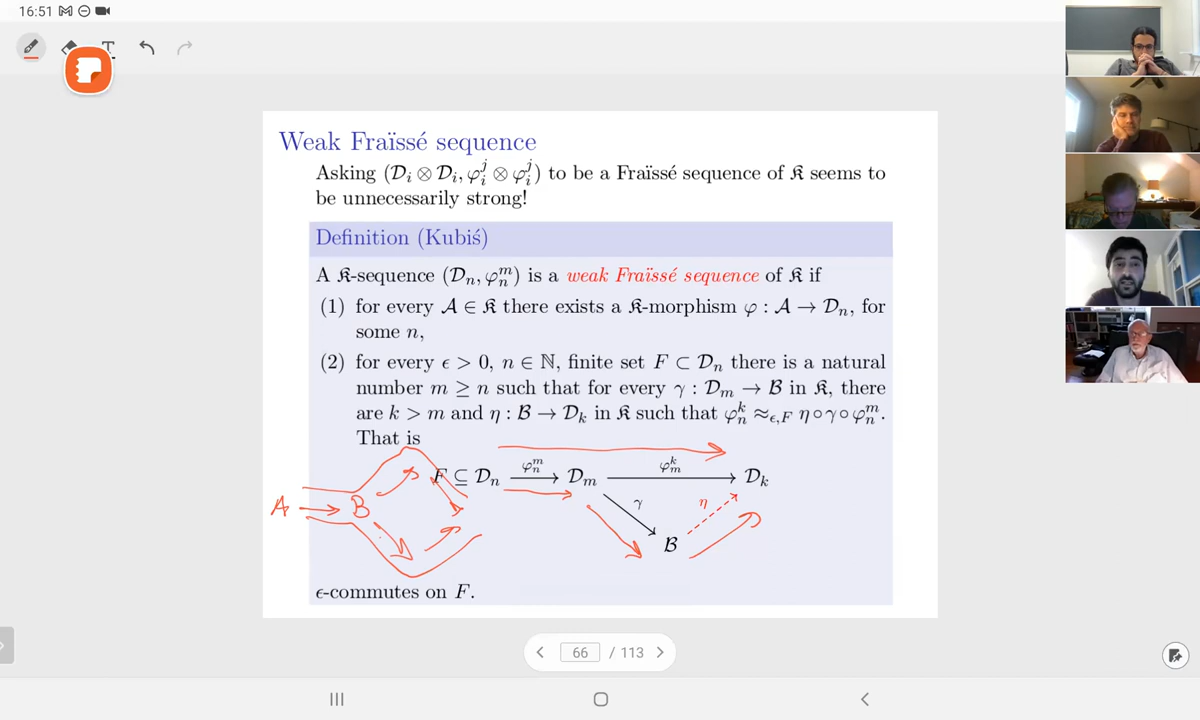 16:51
T
Weak Fraïssé sequence
Asking (𝒟ᵢ ⊗ 𝒟ᵢ, φᵢʲ ⊗ φᵢʲ) to be a Fraïssé sequence of 𝔎 seems to
be unnecessarily strong!
Definition (Kubiś)
A 𝔎-sequence (𝒟ₙ, φₙᵐ) is a weak Fraïssé sequence of 𝔎 if
(1) for every 𝒜 ∈ 𝔎 there exists a 𝔎-morphism φ : 𝒜 → 𝒟ₙ, for
some n,
(2) for every ϵ > 0, n ∈ ℕ, finite set F ⊂ 𝒟ₙ there is a natural
number m ≥ n such that for every γ : 𝒟ₘ → ℬ in 𝔎, there
are k > m and η : ℬ → 𝒟ₖ in 𝔎 such that φₙᵏ ≈ϵ,F η ∘ γ ∘ φₙᵐ.
That is
F ⊆ 𝒟ₙ φₙᵐ 𝒟ₘ φₘᵏ 𝒟ₖ
A → B
γ η
ℬ
ϵ-commutes on F.
66 / 113